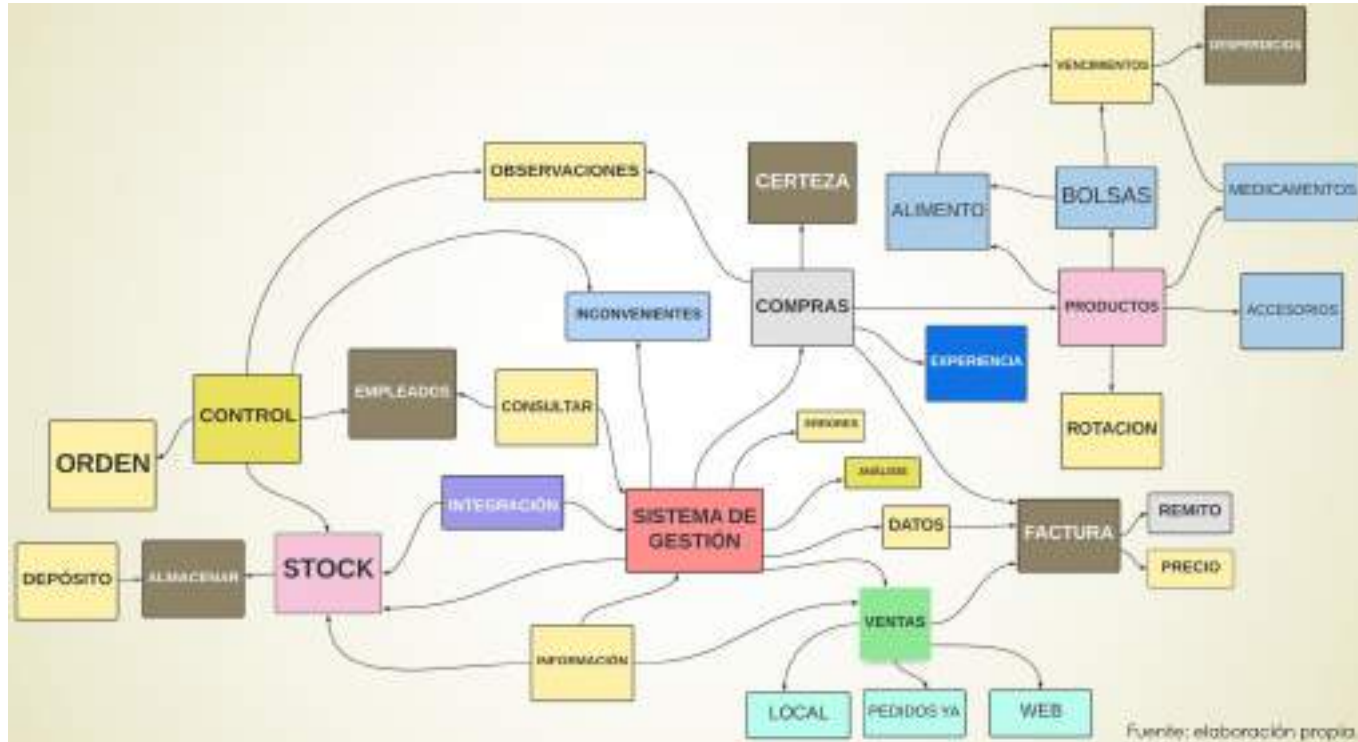 VENCIMIENTOS
DESPERDICIOS
OBSERVACIONES
CERTEZA
ALIMENTO
BOLSAS
MEDICAMENTOS
INCONVENIENTES
COMPRAS
PRODUCTOS
ACCESORIOS
EXPERIENCIA
EMPLEADOS
CONSULTAR
CONTROL
ERRORES
ROTACION
ORDEN
ANÁLISIS
INTEGRACIÓN
SISTEMA DE
GESTIÓN
DATOS
FACTURA
REMITO
STOCK
DEPÓSITO
ALMACENAR
PRECIO
VENTAS
INFORMACIÓN
LOCAL
PEDIDOS YA
WEB
Fuente: elaboración propia.